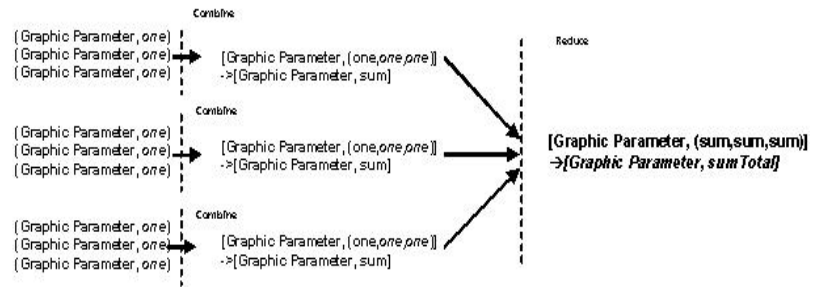 Combine
(Graphic Parameter, one)
(Graphic Parameter, one)
(Graphic Parameter, one)
[Graphic Parameter, (one,one,one)]
->[Graphic Parameter, sum]
Combine
(Graphic Parameter, one)
(Graphic Parameter, one)
(Graphic Parameter, one)
[Graphic Parameter, (one,one,one)]
->[Graphic Parameter, sum]
Combine
(Graphic Parameter, one)
(Graphic Parameter, one)
(Graphic Parameter, one)
[Graphic Parameter, (one,one,one)]
->[Graphic Parameter, sum]
Reduce
[Graphic Parameter, (sum,sum,sum)]
→[Graphic Parameter, sumTotal]